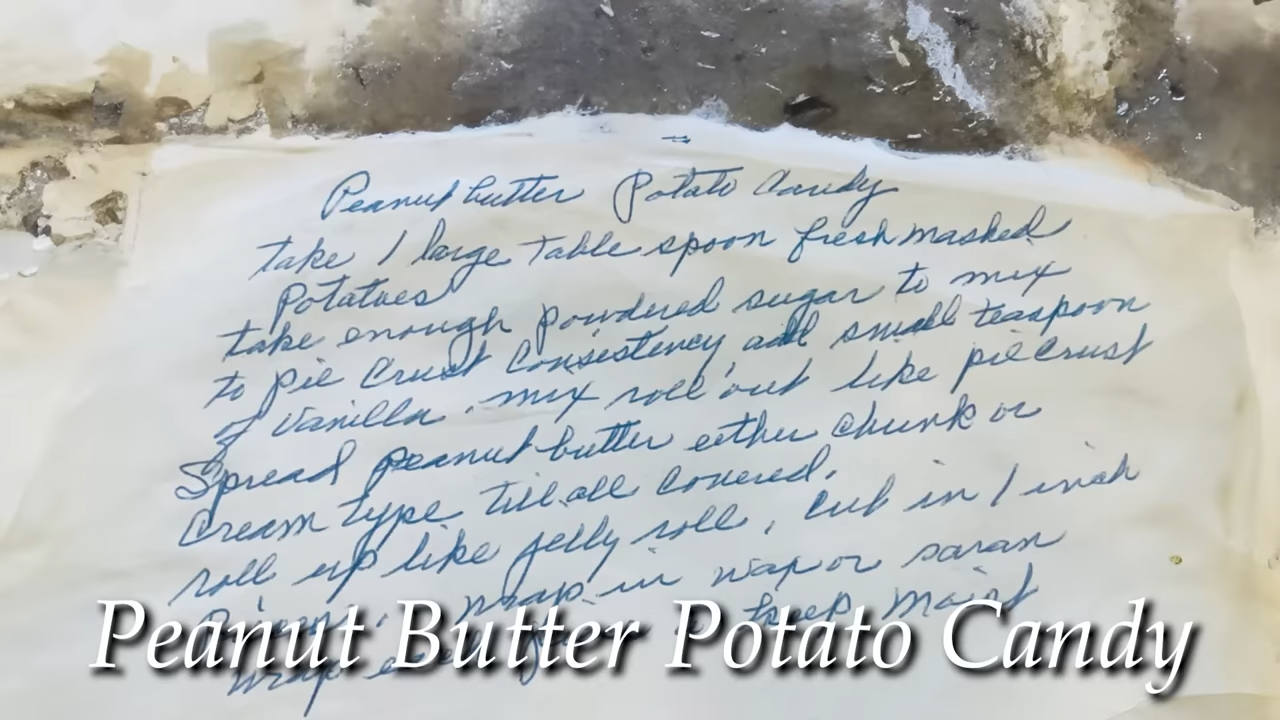 Peanut butter Potato Candy
take 1 large Table spoon fresh mashed
Potatoes
take enough powdered sugar to mix
to pie Crust Consistency, add small teaspoon
of Vanilla, mix roll out like pie Crust
Spread peanut butter either chunk or
Cream type till all Covered.
roll up like jelly roll, Cut in 1 inch
wrap in wap or saran
wrap keep Moist
Peanut Butter Potato Candy